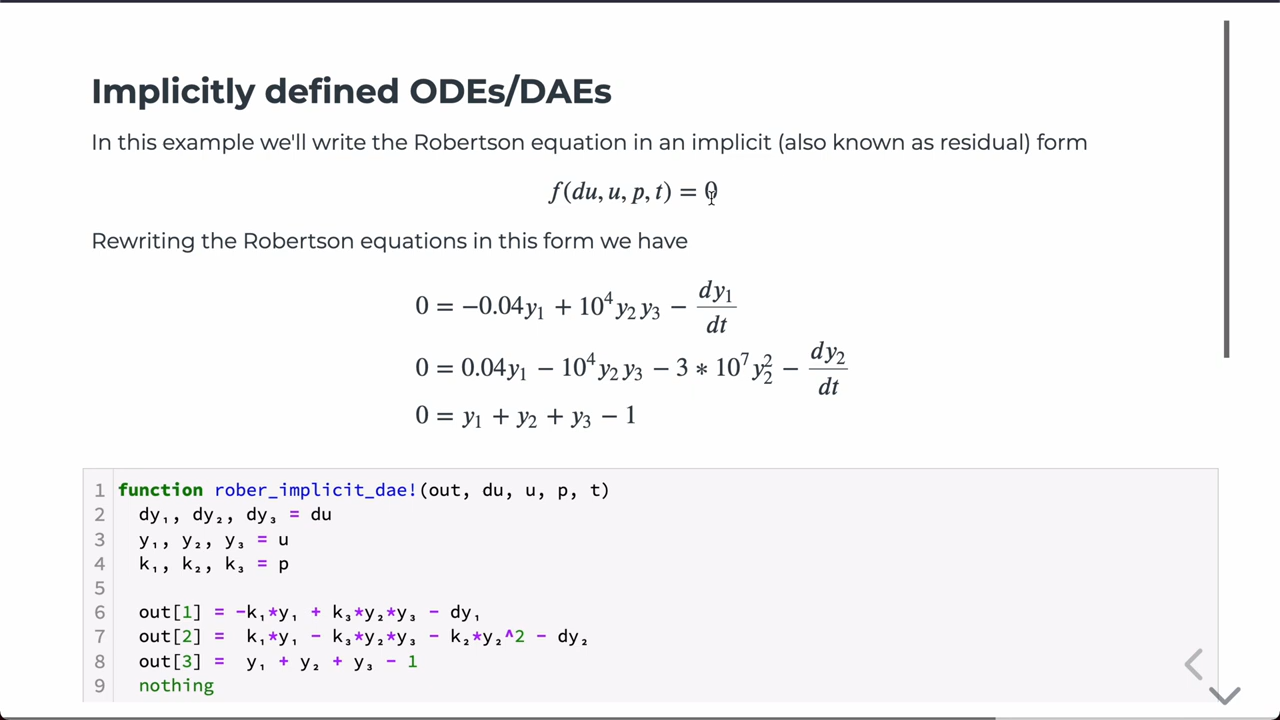 Implicitly defined ODEs/DAEs
In this example we'll write the Robertson equation in an implicit (also known as residual) form
f(du, u, p, t) = 0
Rewriting the Robertson equations in this form we have
0 = −0.04y₁ + 10⁴y₂y₃ − dy₁/dt
0 = 0.04y₁ − 10⁴y₂y₃ − 3 * 10⁷y₂² − dy₂/dt
0 = y₁ + y₂ + y₃ − 1
1 function rober_implicit_dae!(out, du, u, p, t)
2 dy₁, dy₂, dy₃ = du
3 y₁, y₂, y₃ = u
4 k₁, k₂, k₃ = p
5
6 out[1] = -k₁*y₁ + k₃*y₂*y₃ - dy₁
7 out[2] = k₁*y₁ - k₃*y₂*y₃ - k₂*y₂^2 - dy₂
8 out[3] = y₁ + y₂ + y₃ - 1
9 nothing